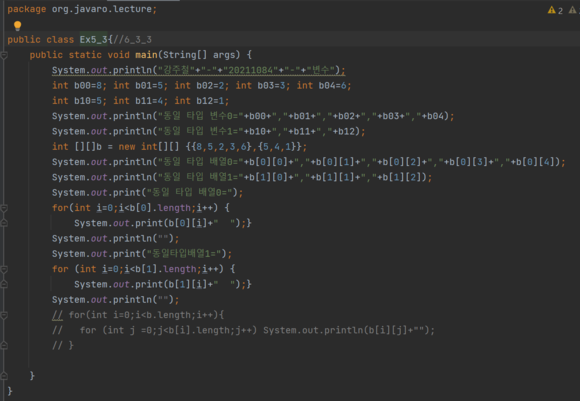 package org.javaro.lecture;
2
public class Ex5_3{//6_3_3
public static void main(String[] args) {
System.out.println("강주철"+"-"+"20211084"+"-"+"변수");
int b00=8; int b01=5; int b02=2; int b03=3; int b04=6;
int b10=5; int b11=4; int b12=1;
System.out.println("동일 타입 변수0="+b00+","+b01+","+b02+","+b03+","+b04);
System.out.println("동일 타입 변수1="+b10+","+b11+","+b12);
int [][]b = new int[][] {{8,5,2,3,6},{5,4,1}};
System.out.println("동일 타입 배열0="+b[0][0]+","+b[0][1]+","+b[0][2]+","+b[0][3]+","+b[0][4]);
System.out.println("동일 타입 배열1="+b[1][0]+","+b[1][1]+","+b[1][2]);
System.out.print("동일 타입 배열0=");
for(int i=0;i<b[0].length;i++) {
System.out.print(b[0][i]+"  ");}
System.out.println("");
System.out.print("동일타입배열1=");
for (int i=0;i<b[1].length;i++) {
System.out.print(b[1][i]+"  ");}
System.out.println("");
// for(int i=0;i<b.length;i++){
//   for (int j =0;j<b[i].length;j++) System.out.println(b[i][j]+"");
// }
}
}